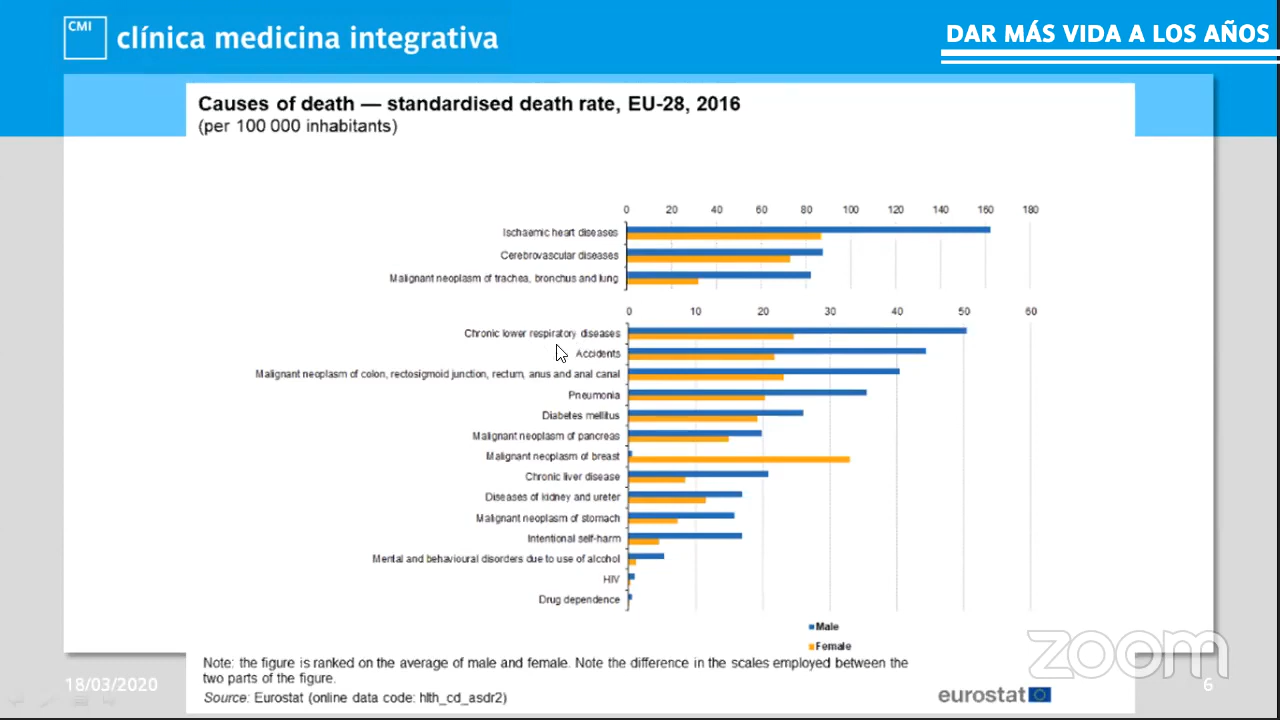 CMI
clínica medicina integrativa
DAR MÁS VIDA A LOS AÑOS
Causes of death — standardised death rate, EU-28, 2016
(per 100 000 inhabitants)
0 20 40 60 80 100 120 140 160 180
Ischaemic heart diseases
Cerebrovascular diseases
Malignant neoplasm of trachea, bronchus and lung
0 10 20 30 40 50 60
Chronic lower respiratory diseases
Accidents
Malignant neoplasm of colon, rectosigmoid junction, rectum, anus and anal canal
Pneumonia
Diabetes mellitus
Malignant neoplasm of pancreas
Malignant neoplasm of breast
Chronic liver disease
Diseases of kidney and ureter
Malignant neoplasm of stomach
Intentional self-harm
Mental and behavioural disorders due to use of alcohol
HIV
Drug dependence
Male
Female
Note: the figure is ranked on the average of male and female. Note the difference in the scales employed between the
two parts of the figure.
Source: Eurostat (online data code: hlth_cd_asdr2)
eurostat
zoom
18/03/2020
6